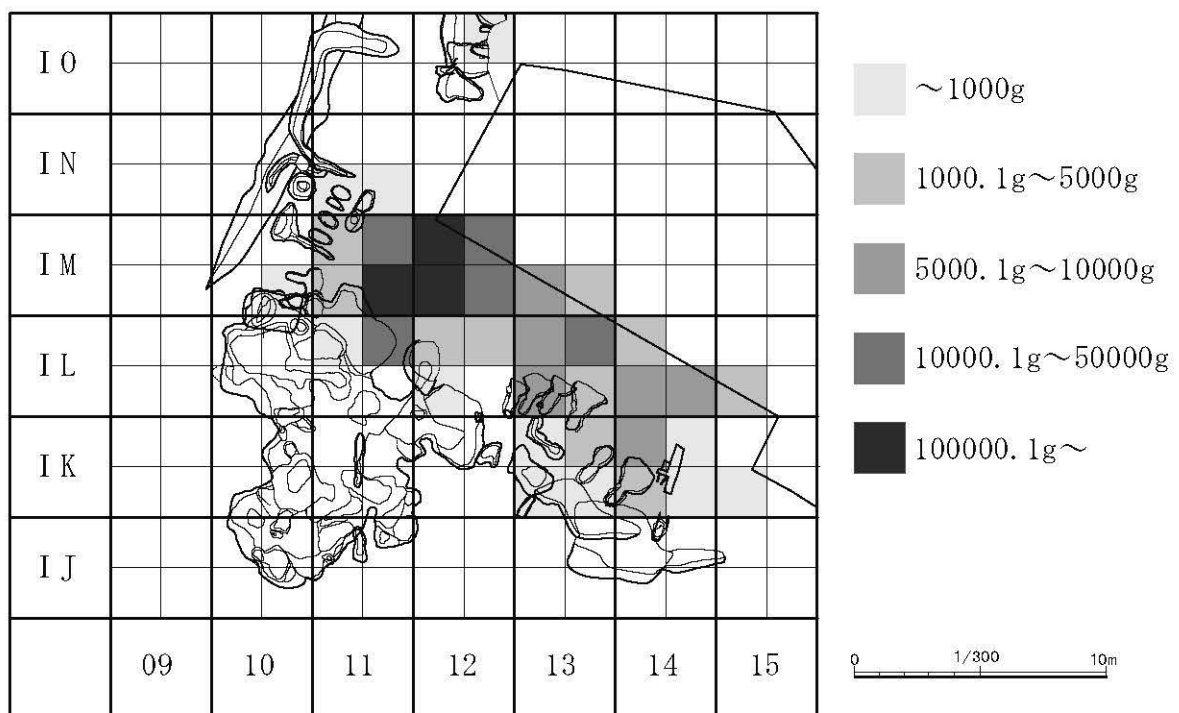 IO
IN
IM
IL
IK
IJ
09 10 11 12 13 14 15
～1000g
1000.1g～5000g
5000.1g～10000g
10000.1g～50000g
100000.1g～
0 1/300 10m